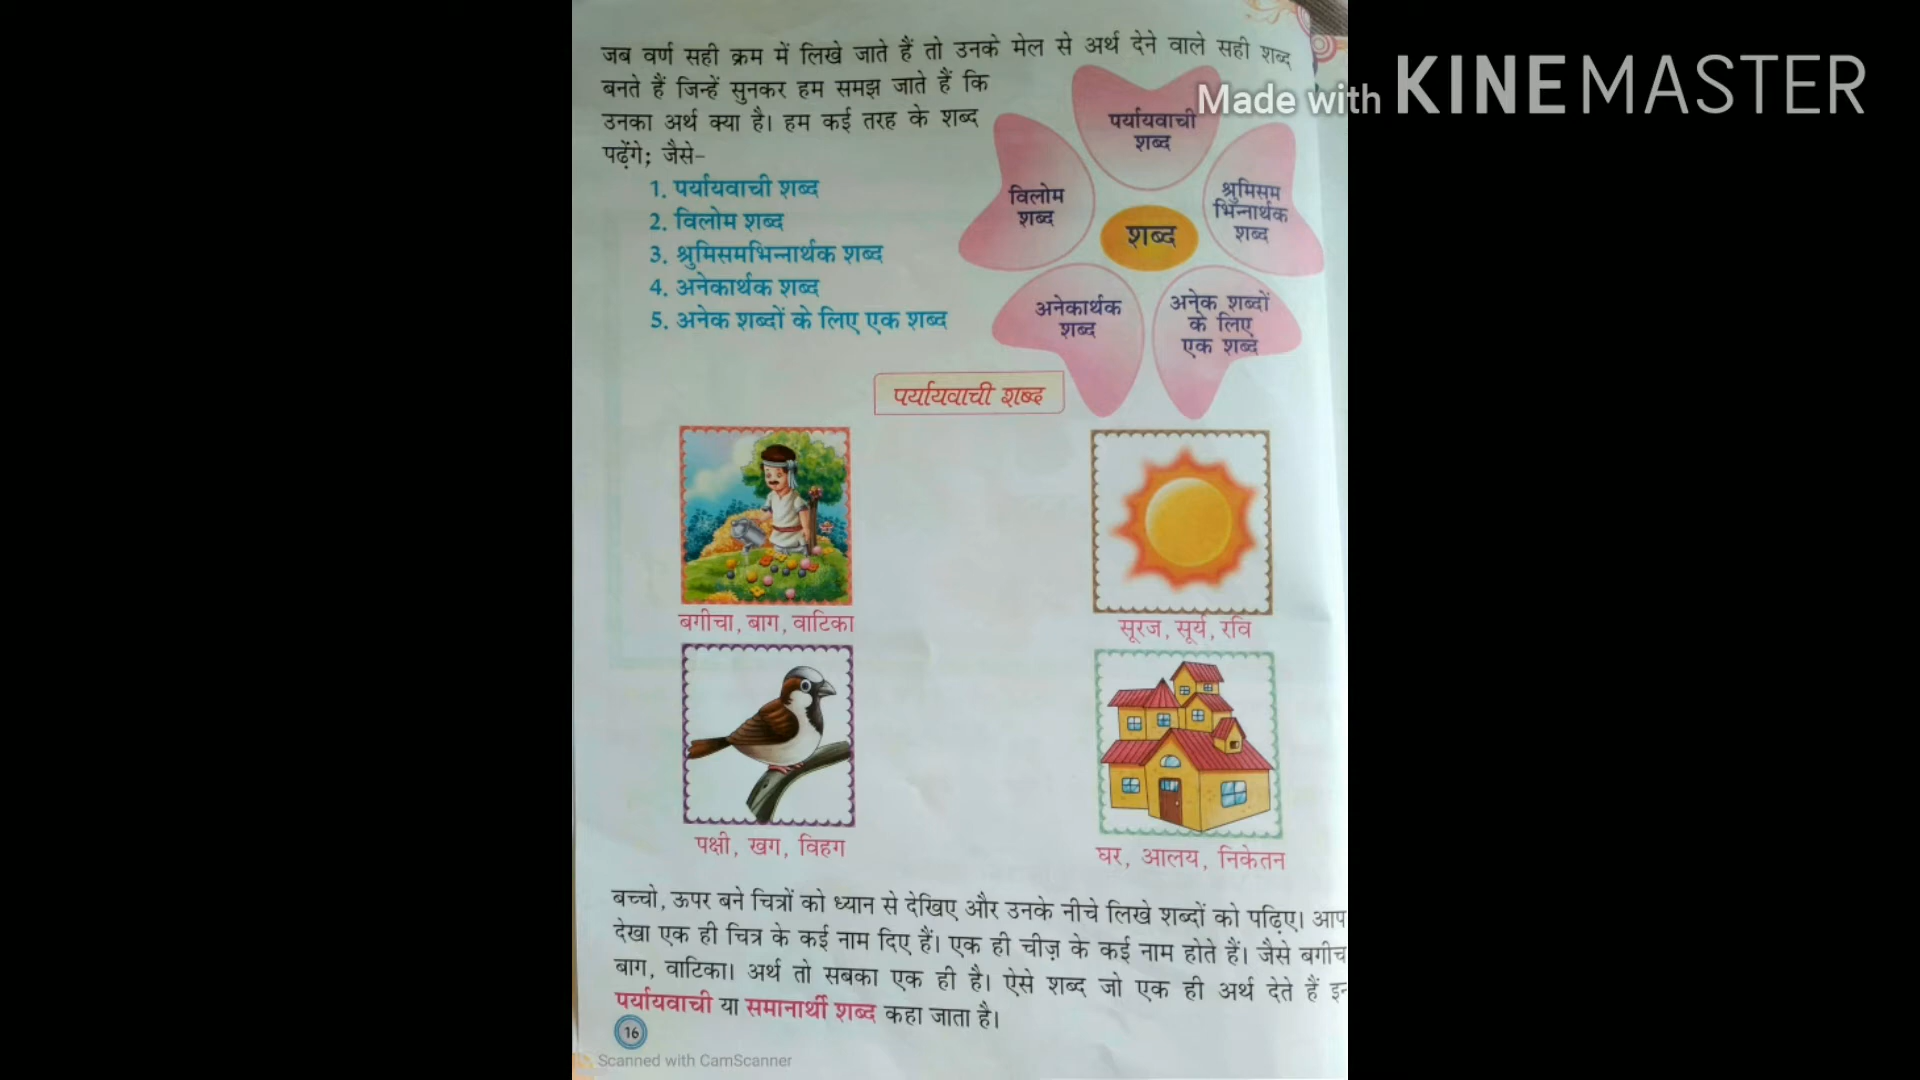 जब वर्ण सही क्रम में लिखे जाते हैं तो उनके मेल से अर्थ देने वाले सही शब्द
बनते हैं जिन्हें सुनकर हम समझ जाते हैं कि
उनका अर्थ क्या है। हम कई तरह के शब्द
पढ़ेंगे; जैसे-
1. पर्यायवाची शब्द
2. विलोम शब्द
3. श्रुमिसमभिन्नार्थक शब्द
4. अनेकार्थक शब्द
5. अनेक शब्दों के लिए एक शब्द
Made with KINEMASTER
पर्यायवाची
शब्द
विलोम
शब्द
श्रुमिसम
भिन्नार्थक
शब्द
शब्द
अनेकार्थक
शब्द
अनेक शब्दों
के लिए
एक शब्द
पर्यायवाची शब्द
बगीचा, बाग, वाटिका
सूरज, सूर्य, रवि
पक्षी, खग, विहग
घर, आलय, निकेतन
बच्चो, ऊपर बने चित्रों को ध्यान से देखिए और उनके नीचे लिखे शब्दों को पढ़िए। आप
देखा एक ही चित्र के कई नाम दिए हैं। एक ही चीज़ के कई नाम होते हैं। जैसे बगीच
बाग, वाटिका। अर्थ तो सबका एक ही है। ऐसे शब्द जो एक ही अर्थ देते हैं
पर्यायवाची या समानार्थी शब्द कहा जाता है।
16
Scanned with CamScanner